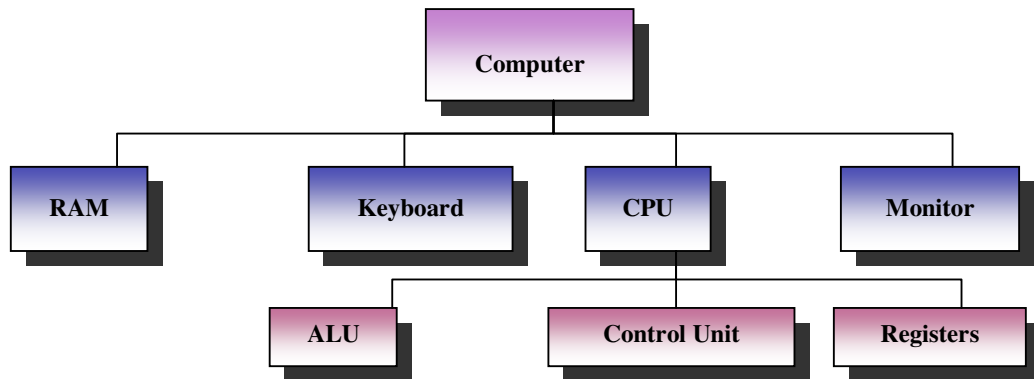 Computer
RAM
Keyboard
CPU
Monitor
ALU
Control Unit
Registers